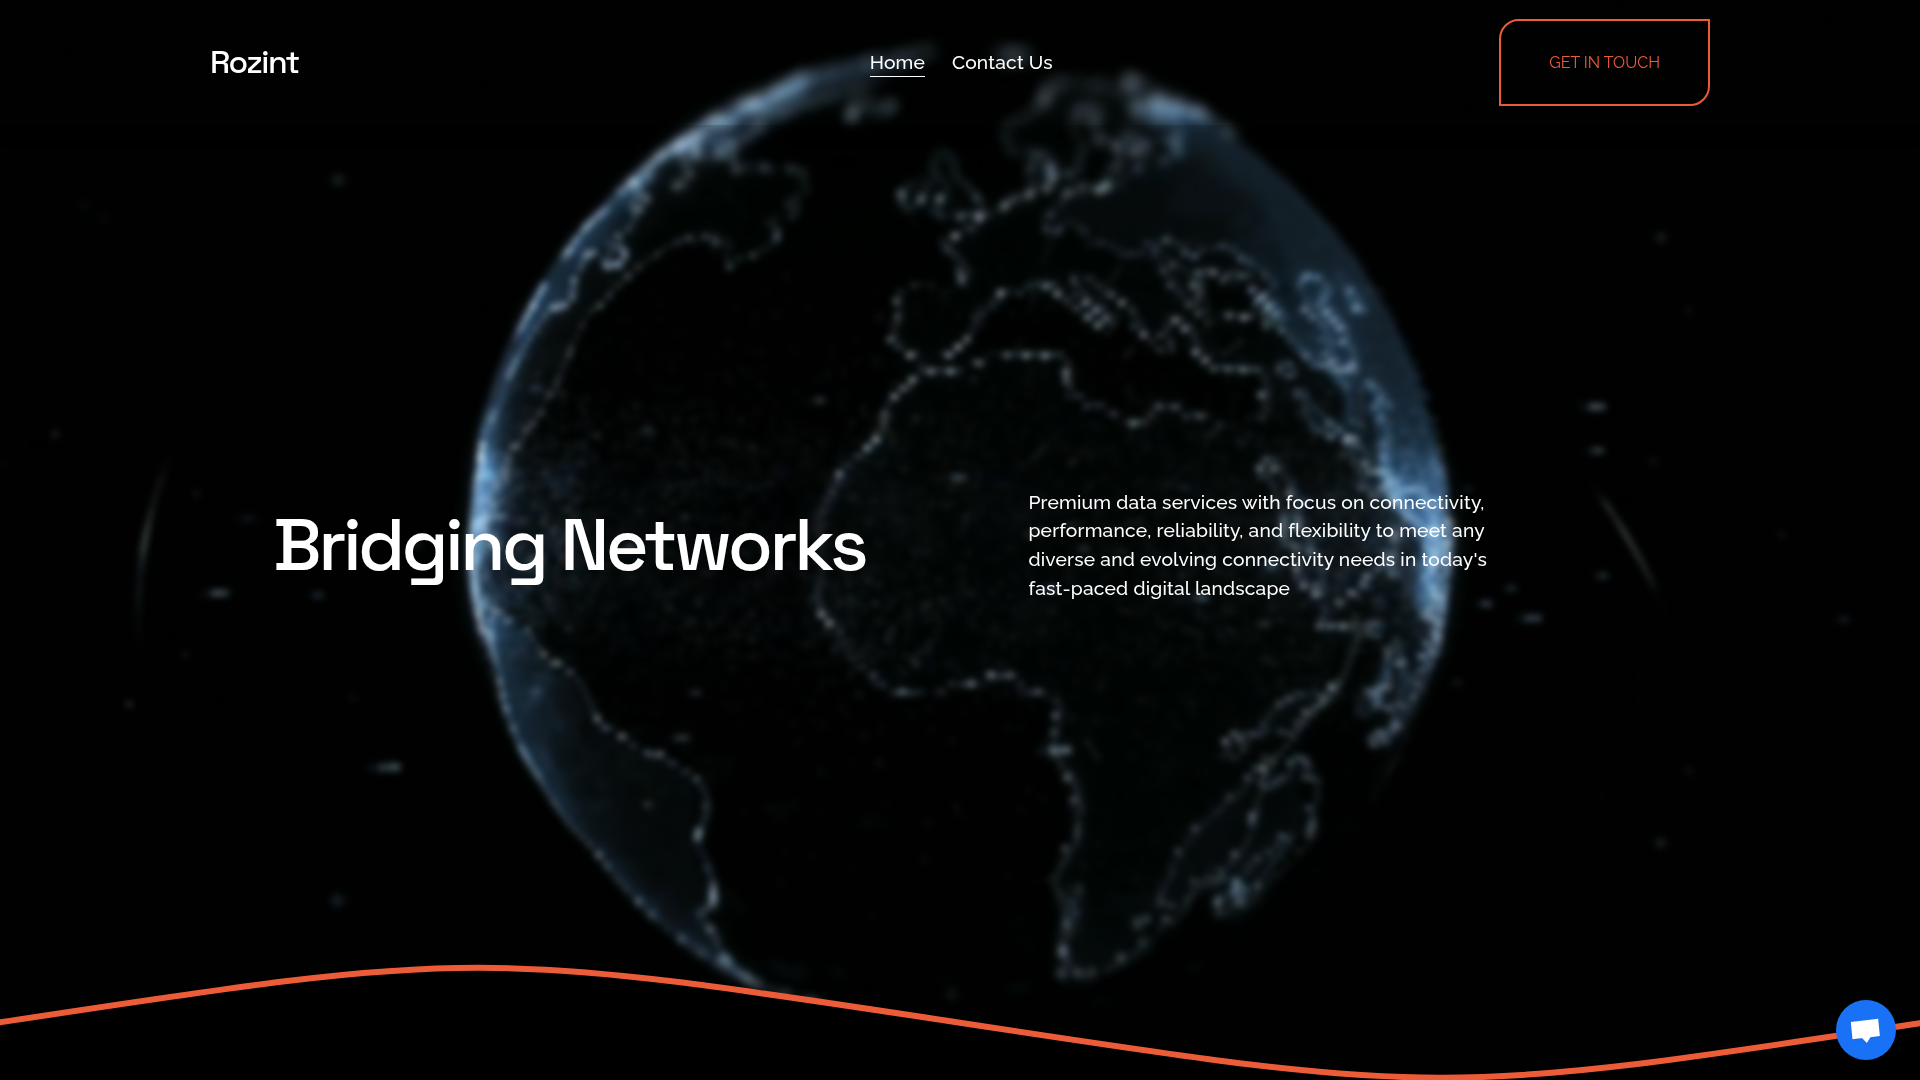 Rozint
Home
Contact Us
GET IN TOUCH
Bridging Networks
Premium data services with focus on connectivity,
performance, reliability, and flexibility to meet any
diverse and evolving connectivity needs in today's
fast-paced digital landscape